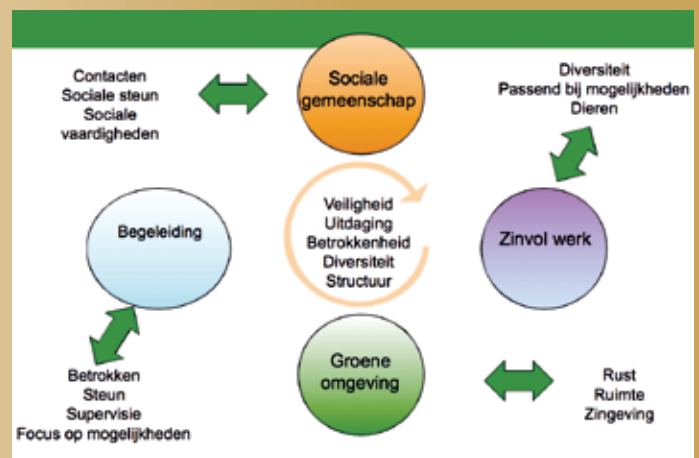 Contacten
Sociale steun
Sociale
vaardigheden
Sociale
gemeenschap
Diversiteit
Passend bij mogelijkheden
Dieren
Begeleiding
Veiligheid
Uitdaging
Betrokkenheid
Diversiteit
Structuur
Zinvol werk
Betrokken
Steun
Supervisie
Focus op mogelijkheden
Groene
omgeving
Rust
Ruimte
Zingeving